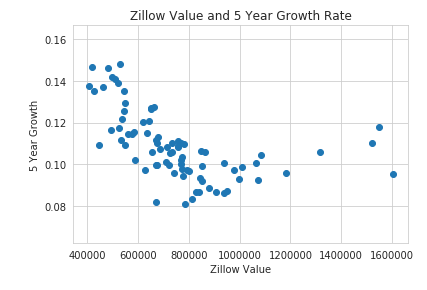 Zillow Value and 5 Year Growth Rate
0.16
0.14
0.12
0.10
0.08
5 Year Growth
400000 600000 800000 1000000 1200000 1400000 1600000
Zillow Value